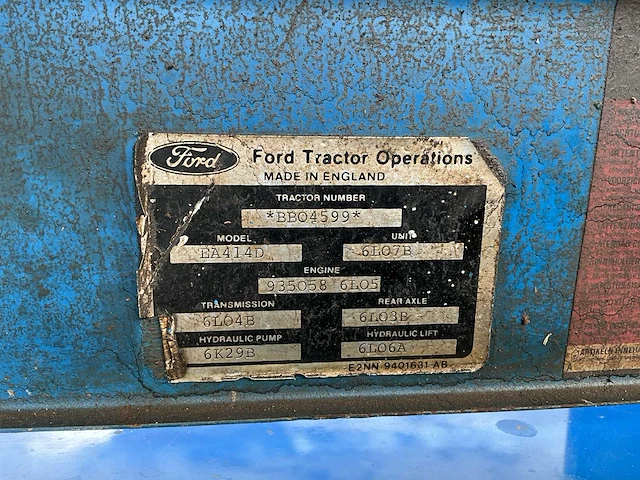 Ford Ford Tractor Operations
MADE IN ENGLAND
TRACTOR NUMBER
*BB04599*
MODEL UNIT
EA414D 6L07B
ENGINE
935058 6L05
TRANSMISSION REAR AXLE
6L04B 6L03B
HYDRAULIC PUMP HYDRAULIC LIFT
6K29B 6L06A
E2NN 9401631 AB